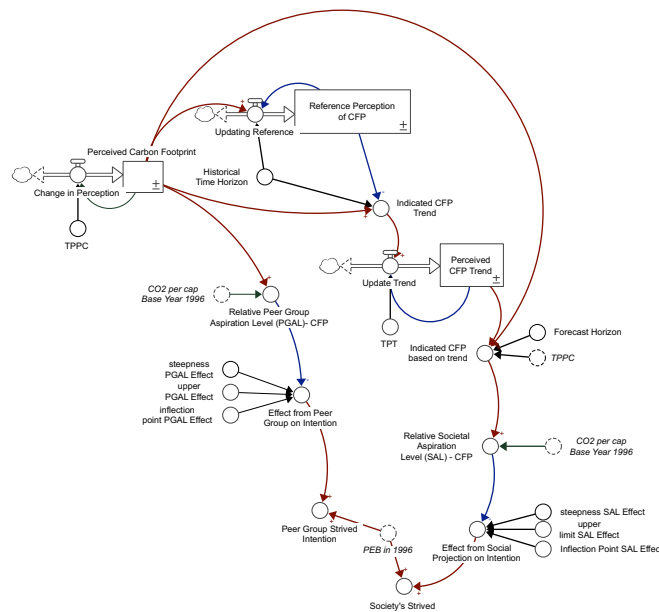 Reference Perception
of CFP
Updating Reference
Perceived Carbon Footprint
Historical
Time Horizon
Change in Perception
Indicated CFP
Trend
TPPC
Perceived
CFP Trend
Update Trend
CO2 per cap
Base Year 1996
Relative Peer Group
Aspiration Level (PGAL)- CFP
TPT
Forecast Horizon
Indicated CFP
based on trend
TPPC
steepness
PGAL Effect
upper
PGAL Effect
inflection
point PGAL Effect
Effect from Peer
Group on Intention
Relative Societal
Aspiration
Level (SAL) - CFP
CO2 per cap
Base Year 1996
Peer Group Strived
Intention
steepness SAL Effect
upper
limit SAL Effect
Inflection Point SAL Effect
Effect from Social
Projection on Intention
PEB in 1996
Society's Strived